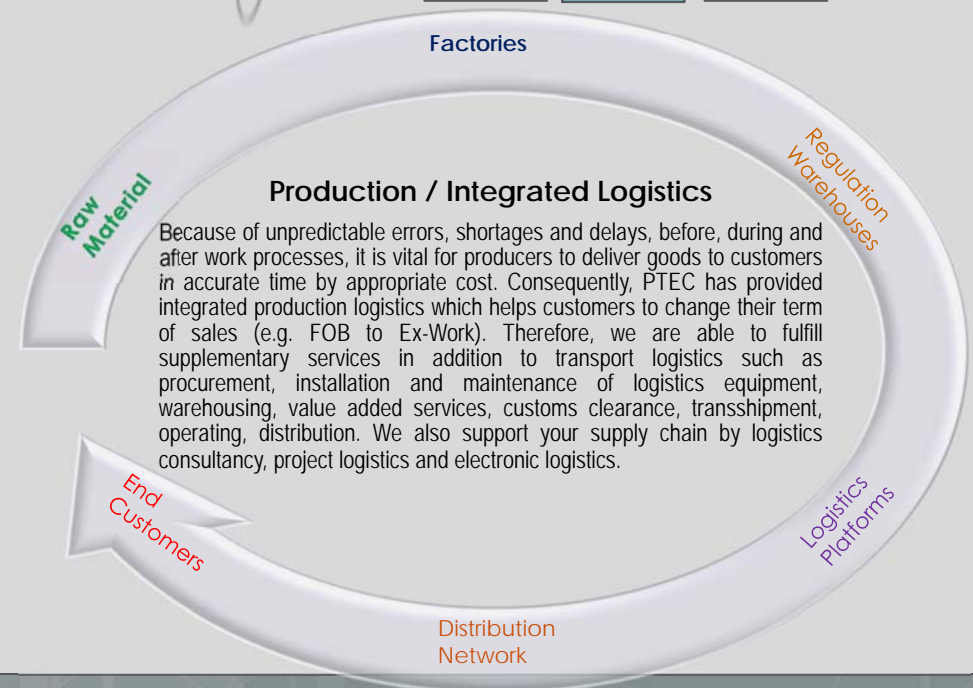 Factories
Regulation
Warehouses
Raw
Material
Production / Integrated Logistics
Because of unpredictable errors, shortages and delays, before, during and
after work processes, it is vital for producers to deliver goods to customers
in accurate time by appropriate cost. Consequently, PTEC has provided
integrated production logistics which helps customers to change their term
of sales (e.g. FOB to Ex-Work). Therefore, we are able to fulfill
supplementary services in addition to transport logistics such as
procurement, installation and maintenance of logistics equipment,
warehousing, value added services, customs clearance, transshipment,
operating, distribution. We also support your supply chain by logistics
consultancy, project logistics and electronic logistics.
End
Customers
Logistics
Platforms
Distribution
Network